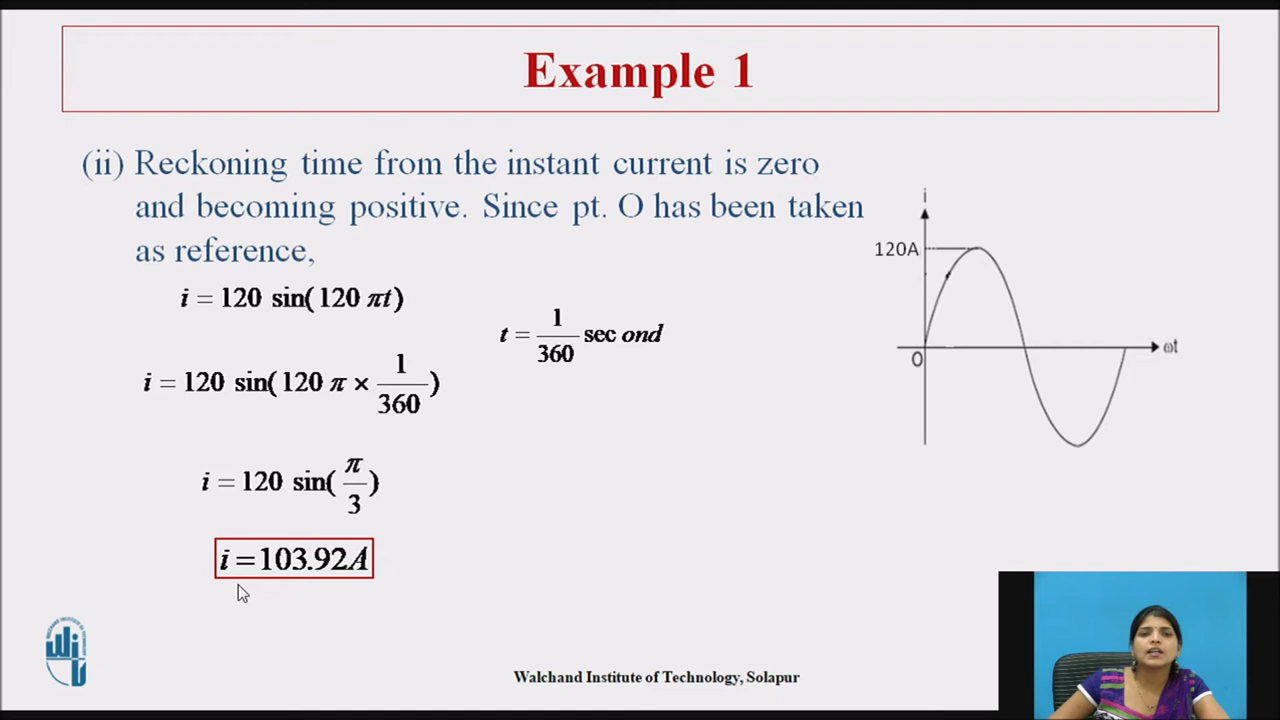 Example 1
(ii) Reckoning time from the instant current is zero
and becoming positive. Since pt. O has been taken
as reference,
i = 120 sin( 120 πt)
t = 1/360 sec ond
i = 120 sin( 120 π × 1/360 )
i = 120 sin( π/3 )
i = 103.92A
i
120A
O
ωt
Walchand Institute of Technology, Solapur